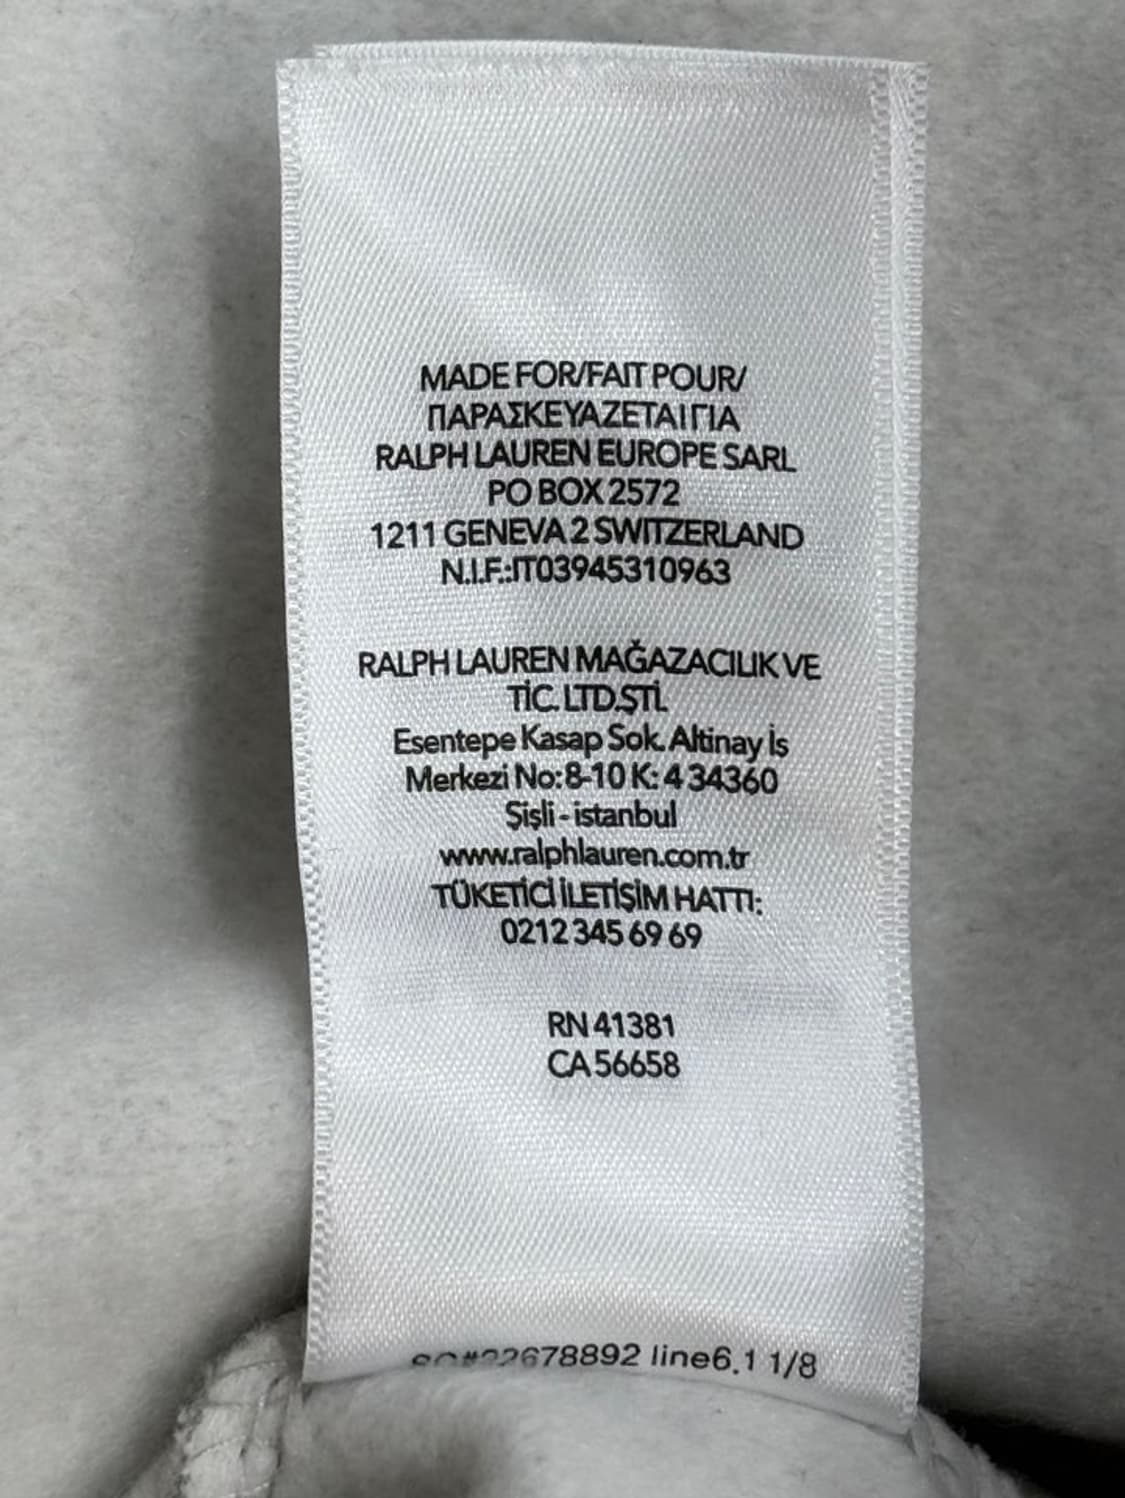 MADE FOR/FAIT POUR/
ΠΑΡΑΣΚΕΥΑΖΕΤΑΙ ΓΙΑ
RALPH LAUREN EUROPE SARL
PO BOX 2572
1211 GENEVA 2 SWITZERLAND
N.I.F.:IT03945310963
RALPH LAUREN MAĞAZACILIK VE
TİC. LTD.ŞTİ.
Esentepe Kasap Sok. Altinay İs
Merkezi No: 8-10 K: 4 34360
Şişli - istanbul
www.ralphlauren.com.tr
TÜKETİCİ İLETİŞİM HATTI:
0212 345 69 69
RN 41381
CA 56658
line6.1 1/8